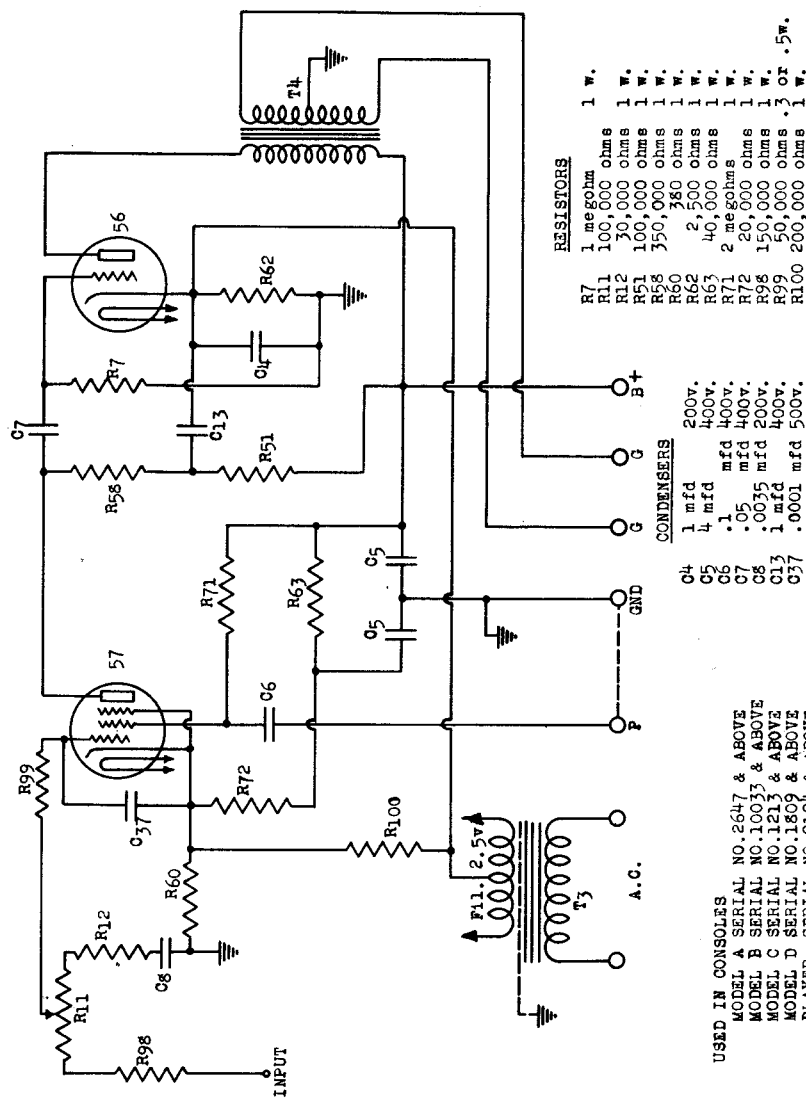 INPUT
R98
R11
R12
C8
R60
R99
C37
57
R72
R100
C6
R71
R63
C5
C5
R58
C7
R7
C13
R51
C4
R62
56
T4
Fil. 2.5v.
T3
A.C.
P
GND
G
G
B+
USED IN CONSOLES
MODEL A SERIAL NO.2647 & ABOVE
MODEL B SERIAL NO.10033 & ABOVE
MODEL C SERIAL NO.1213 & ABOVE
MODEL D SERIAL NO.1809 & ABOVE
CONDENSERS
C4 1 mfd 200v.
C5 4 mfd 400v.
C6 .1 mfd 400v.
C7 .05 mfd 400v.
C8 .0035 mfd 200v.
C13 1 mfd 400v.
C37 .0001 mfd 500v.
RESISTORS
R7 1 megohm 1 w.
R11 100,000 ohms
R12 30,000 ohms 1 w.
R51 100,000 ohms 1 w.
R58 350,000 ohms 1 w.
R60 380 ohms 1 w.
R62 2,500 ohms 1 w.
R63 40,000 ohms 1 w.
R71 2 megohms 1 w.
R72 20,000 ohms 1 w.
R98 150,000 ohms 1 w.
R99 50,000 ohms .3 or .5w.
R100 200,000 ohms 1 w.